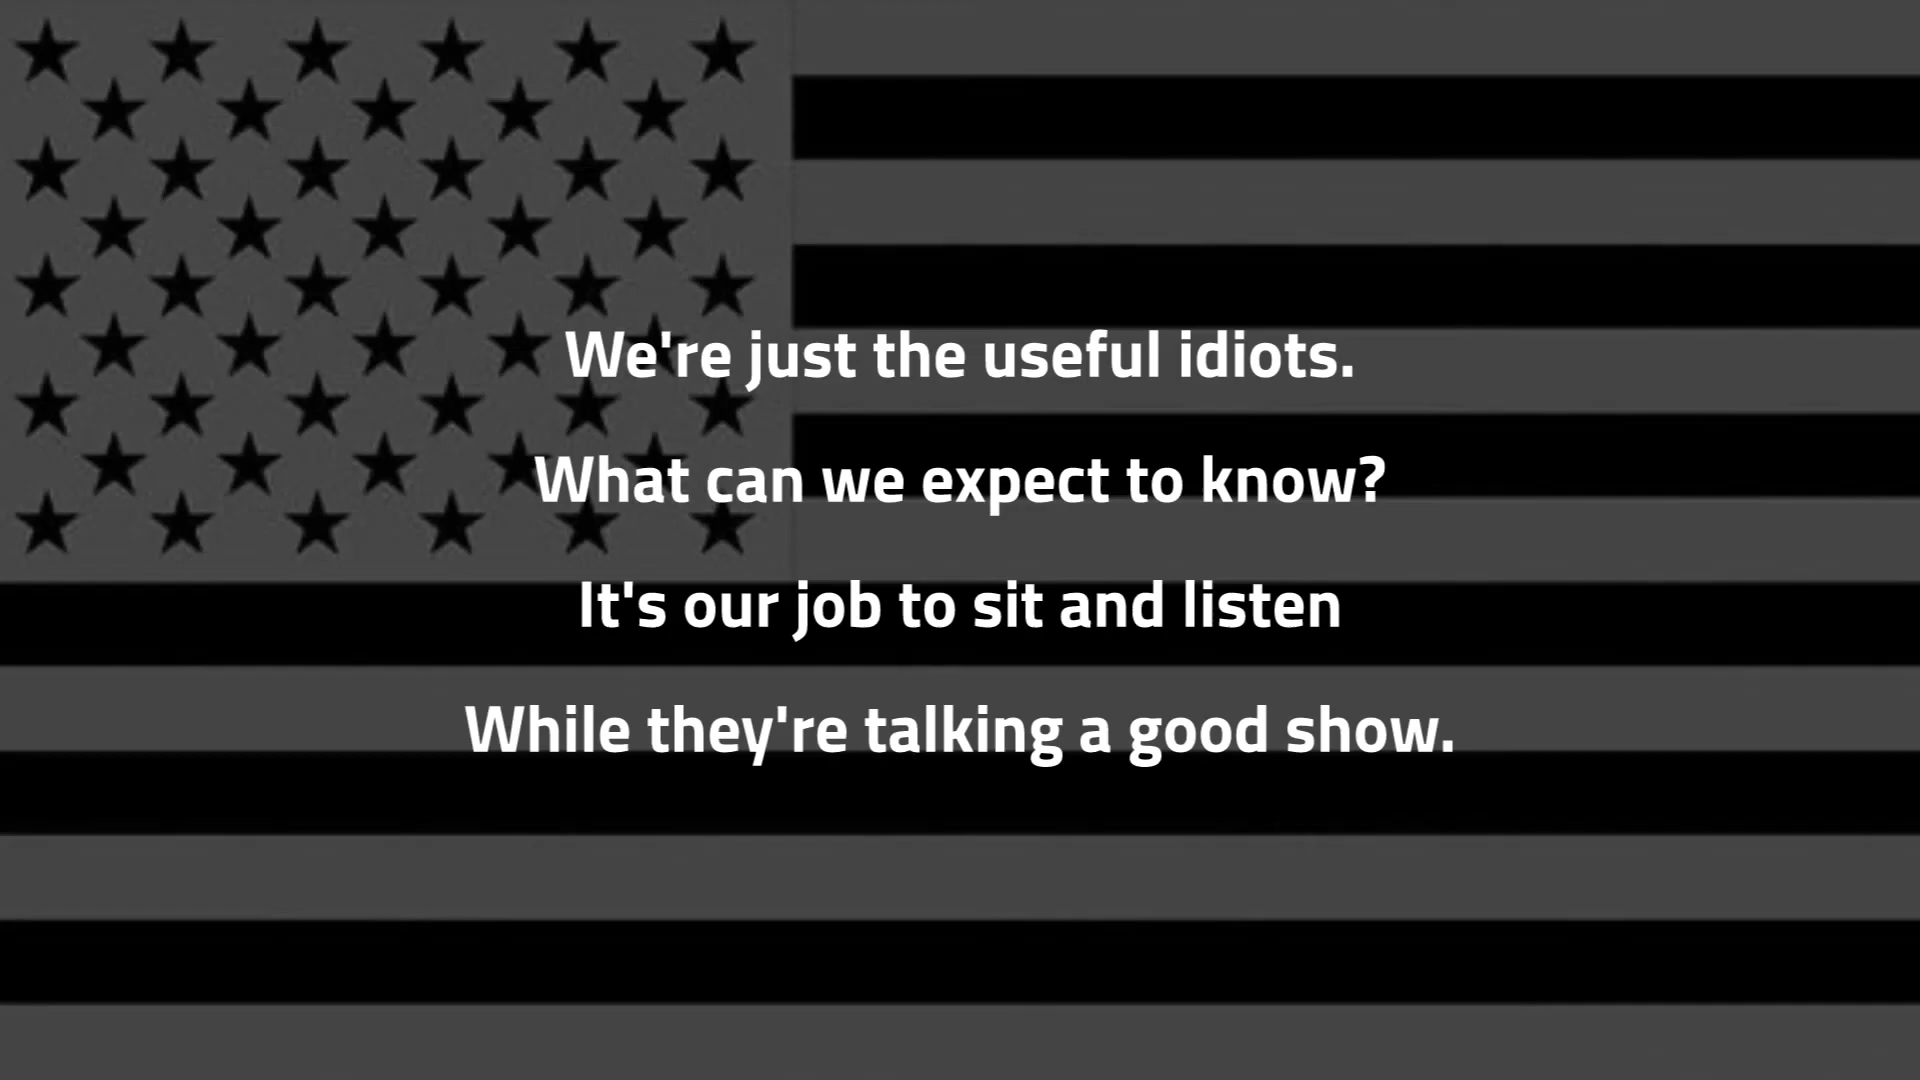 We're just the useful idiots.
What can we expect to know?
It's our job to sit and listen
While they're talking a good show.